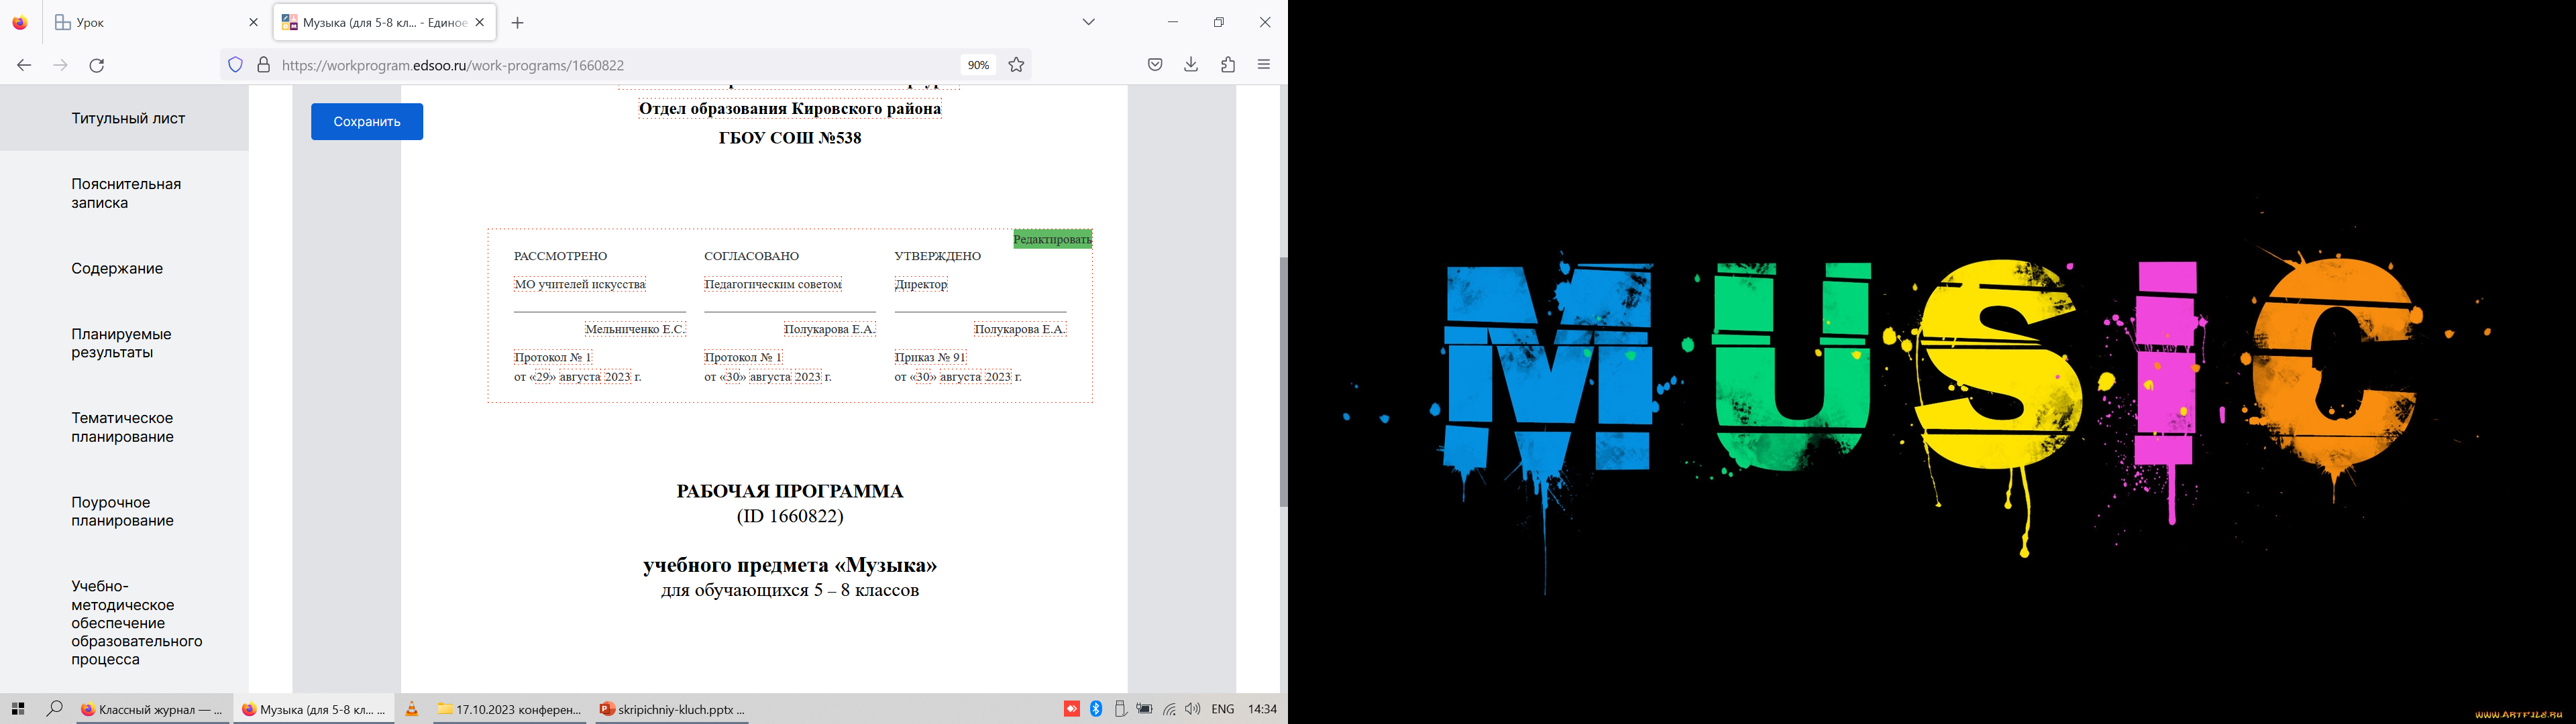 Урок
Музыка (для 5-8 кл... - Единое
https://workprogram.edsoo.ru/work-programs/1660822
90%
Титульный лист
Пояснительная
записка
Содержание
Планируемые
результаты
Тематическое
планирование
Поурочное
планирование
Учебно-
методическое
обеспечение
образовательного
процесса
Сохранить
Отдел образования Кировского района
ГБОУ СОШ №538
Редактировать
РАССМОТРЕНО
МО учителей искусства
Мельниченко Е.С.
Протокол № 1
от «29» августа 2023 г.
СОГЛАСОВАНО
Педагогическим советом
Полукарова Е.А.
Протокол № 1
от «30» августа 2023 г.
УТВЕРЖДЕНО
Директор
Полукарова Е.А.
Приказ № 91
от «30» августа 2023 г.
РАБОЧАЯ ПРОГРАММА
(ID 1660822)
учебного предмета «Музыка»
для обучающихся 5 – 8 классов
Классный журнал — ...
Музыка (для 5-8 кл... ...
17.10.2023 конферен...
skripichniy-kluch.pptx ...
ENG
14:34
MUSIC
WWW.ARTFILE.RU